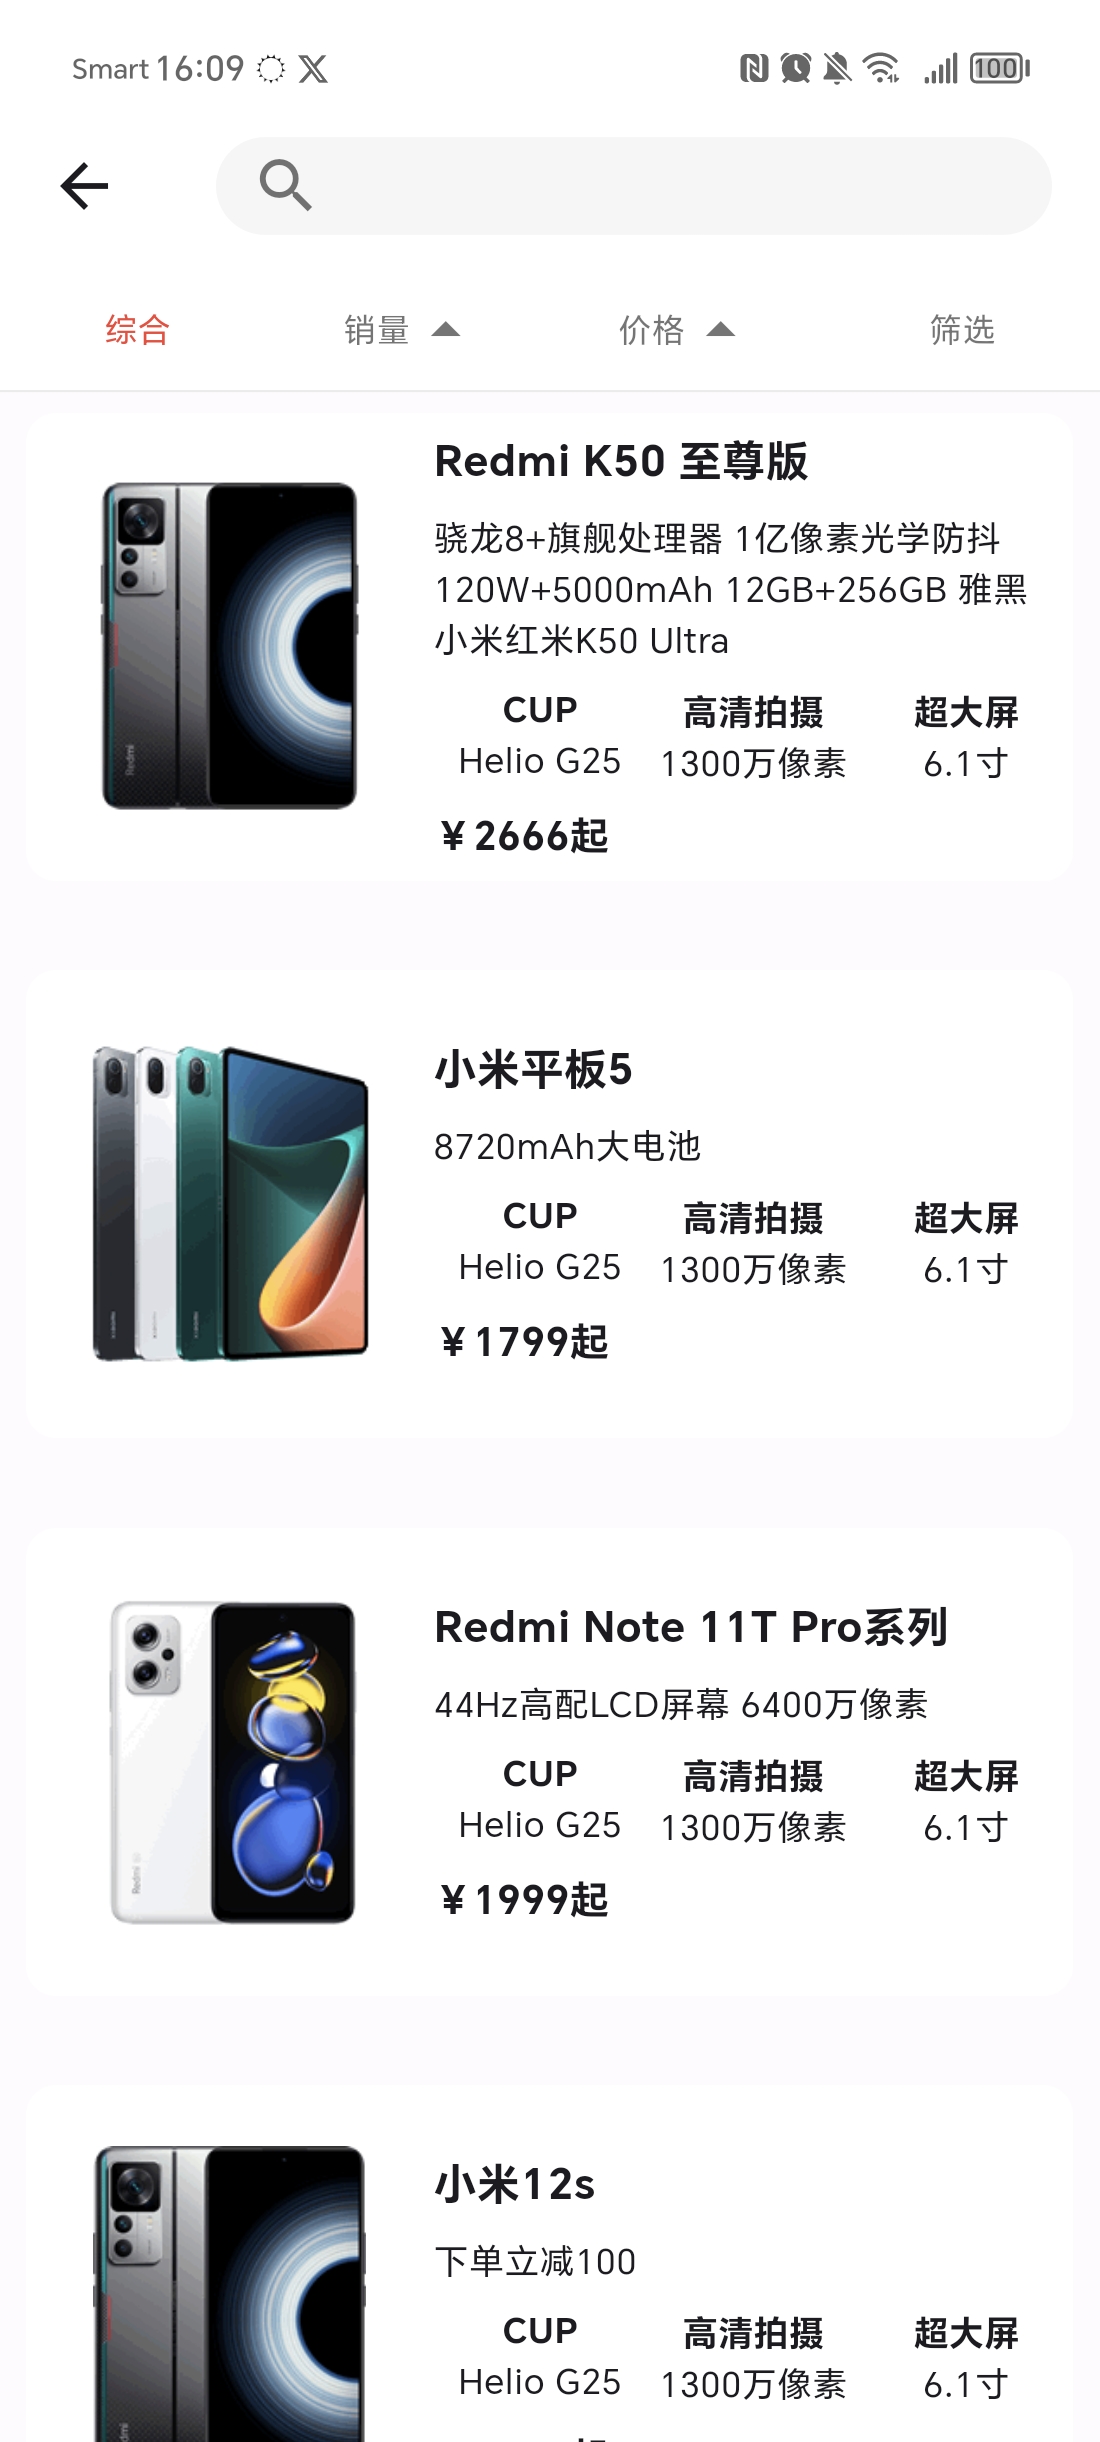 Smart 16:09
100
综合 销量 价格 筛选
Redmi K50 至尊版
骁龙8+旗舰处理器 1亿像素光学防抖
120W+5000mAh 12GB+256GB 雅黑
小米红米K50 Ultra
CUP 高清拍摄 超大屏
Helio G25 1300万像素 6.1寸
¥ 2666起
小米平板5
8720mAh大电池
CUP 高清拍摄 超大屏
Helio G25 1300万像素 6.1寸
¥ 1799起
Redmi Note 11T Pro系列
44Hz高配LCD屏幕 6400万像素
CUP 高清拍摄 超大屏
Helio G25 1300万像素 6.1寸
¥ 1999起
小米12s
下单立减100
CUP 高清拍摄 超大屏
Helio G25 1300万像素 6.1寸